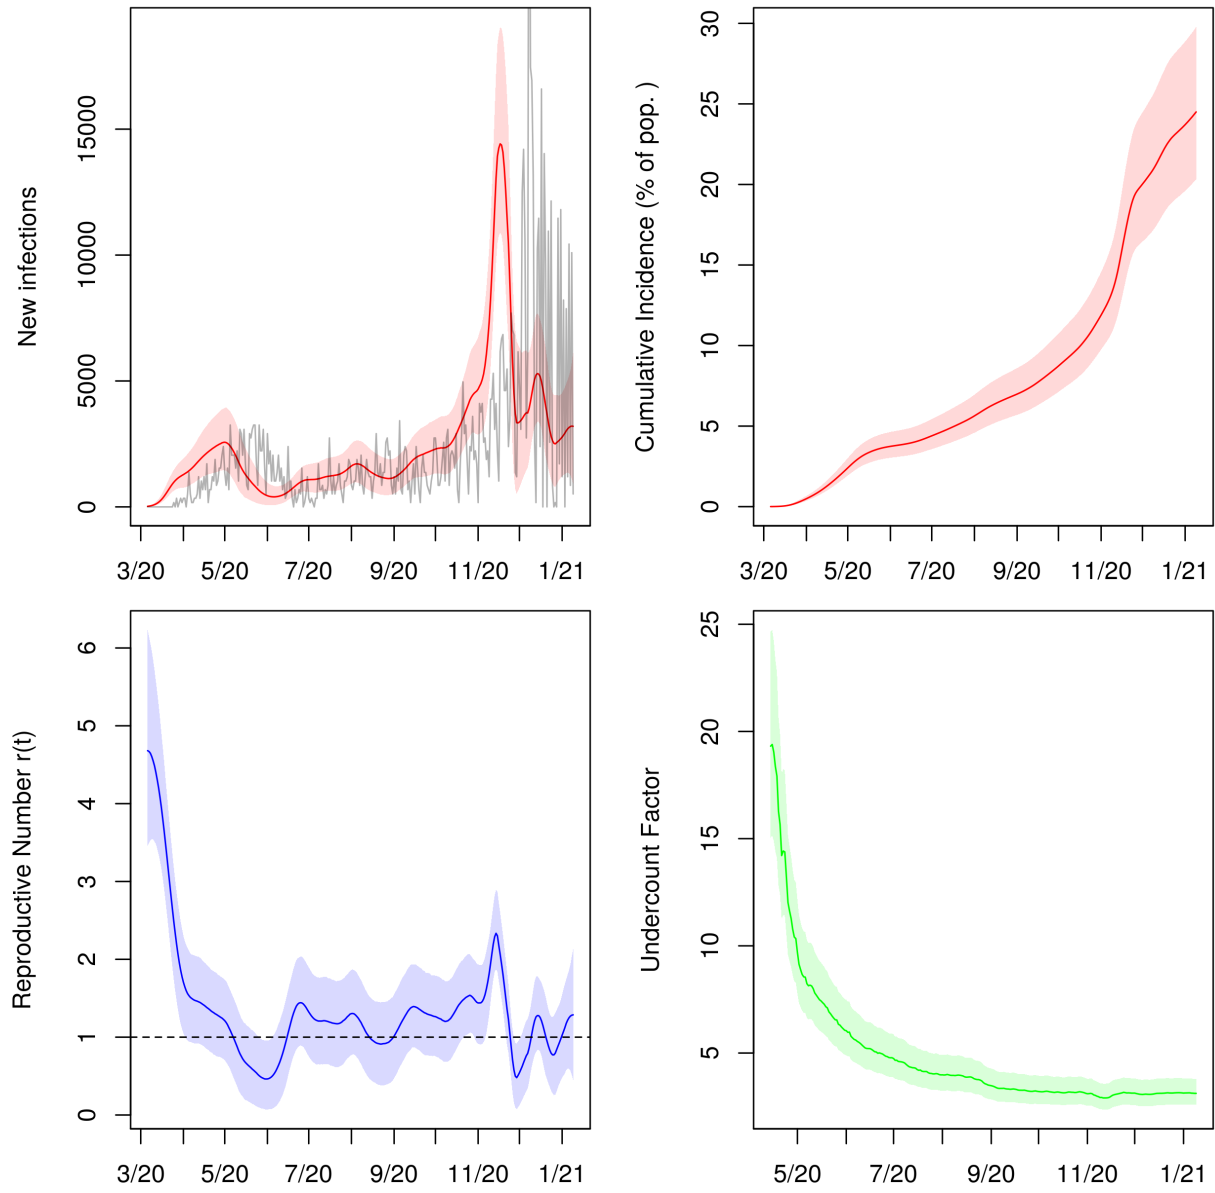 New infections
0
5000
10000
15000
3/20 5/20 7/20 9/20 11/20 1/21
Cumulative Incidence (% of pop. )
0
5
10
15
20
25
30
3/20 5/20 7/20 9/20 11/20 1/21
Reproductive Number r(t)
0
1
2
3
4
5
6
3/20 5/20 7/20 9/20 11/20 1/21
Undercount Factor
5
10
15
20
25
5/20 7/20 9/20 11/20 1/21